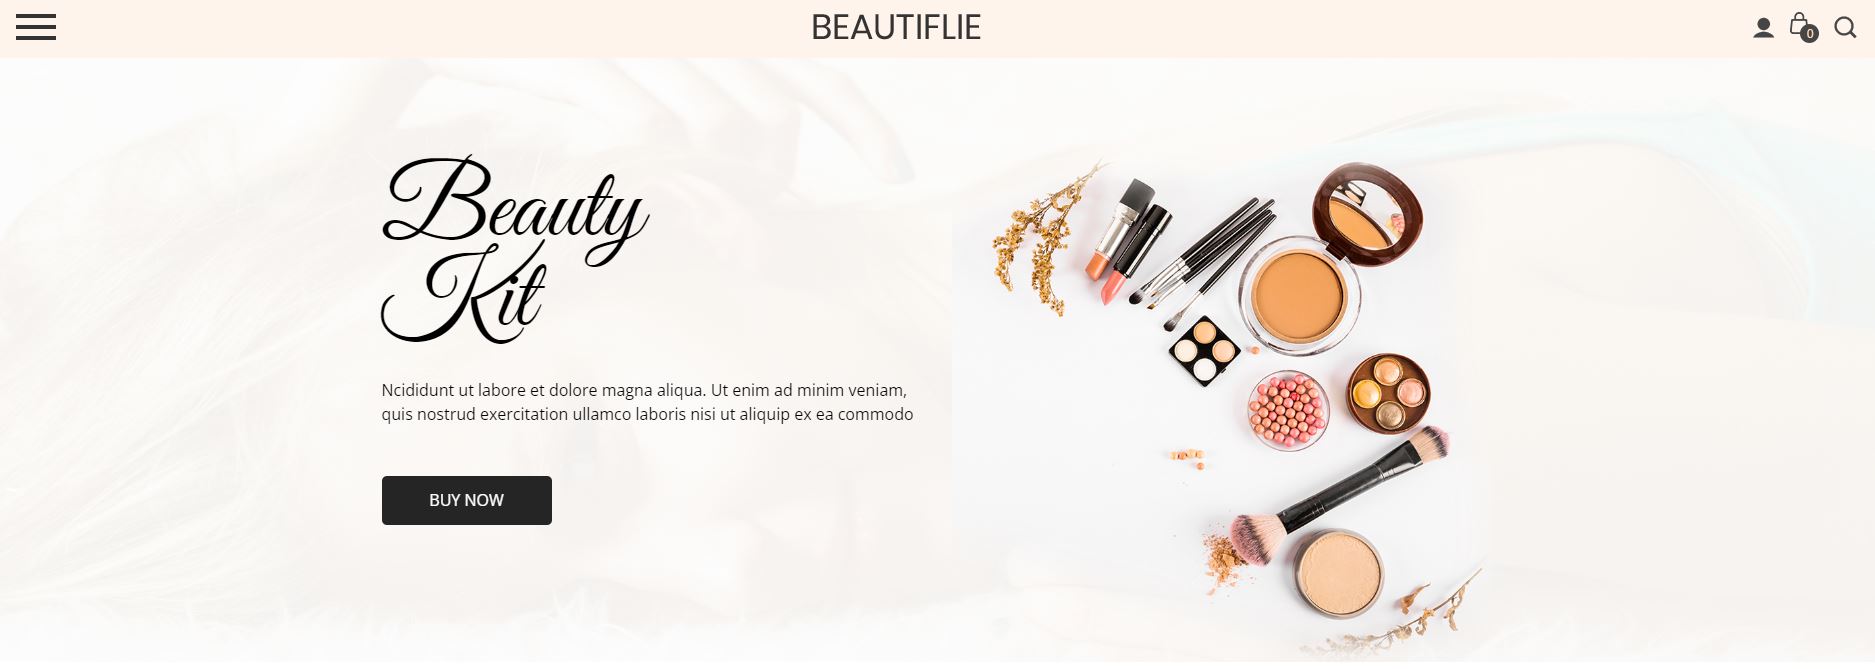 BEAUTIFLIE
0
Beauty
Kit
Ncididunt ut labore et dolore magna aliqua. Ut enim ad minim veniam,
quis nostrud exercitation ullamco laboris nisi ut aliquip ex ea commodo
BUY NOW